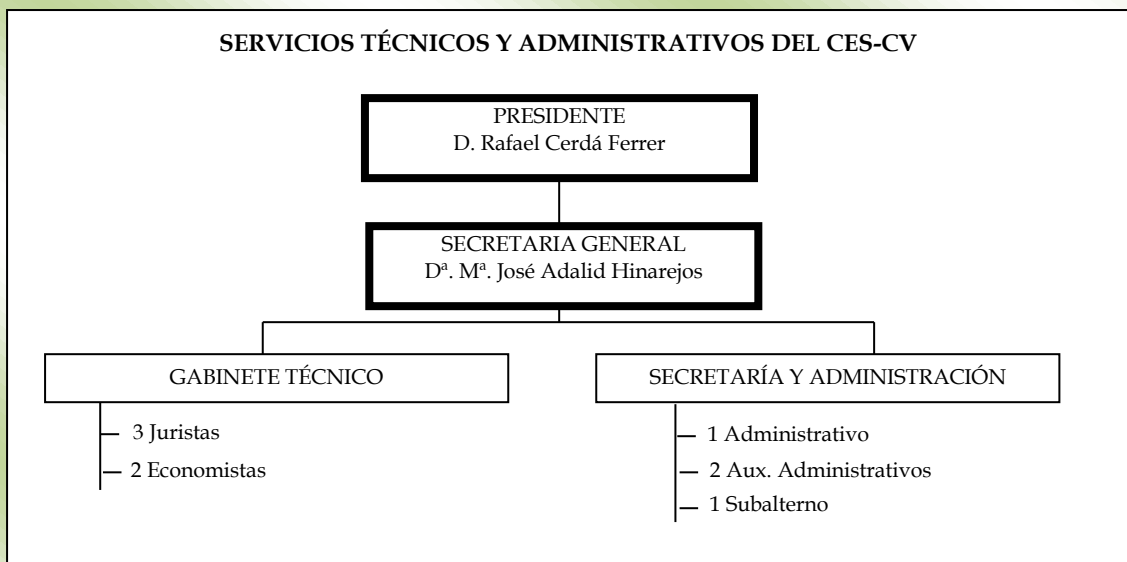 SERVICIOS TÉCNICOS Y ADMINISTRATIVOS DEL CES-CV
PRESIDENTE
D. Rafael Cerdá Ferrer
SECRETARIA GENERAL
Dª. Mª. José Adalid Hinarejos
GABINETE TÉCNICO
3 Juristas
2 Economistas
SECRETARÍA Y ADMINISTRACIÓN
1 Administrativo
2 Aux. Administrativos
1 Subalterno